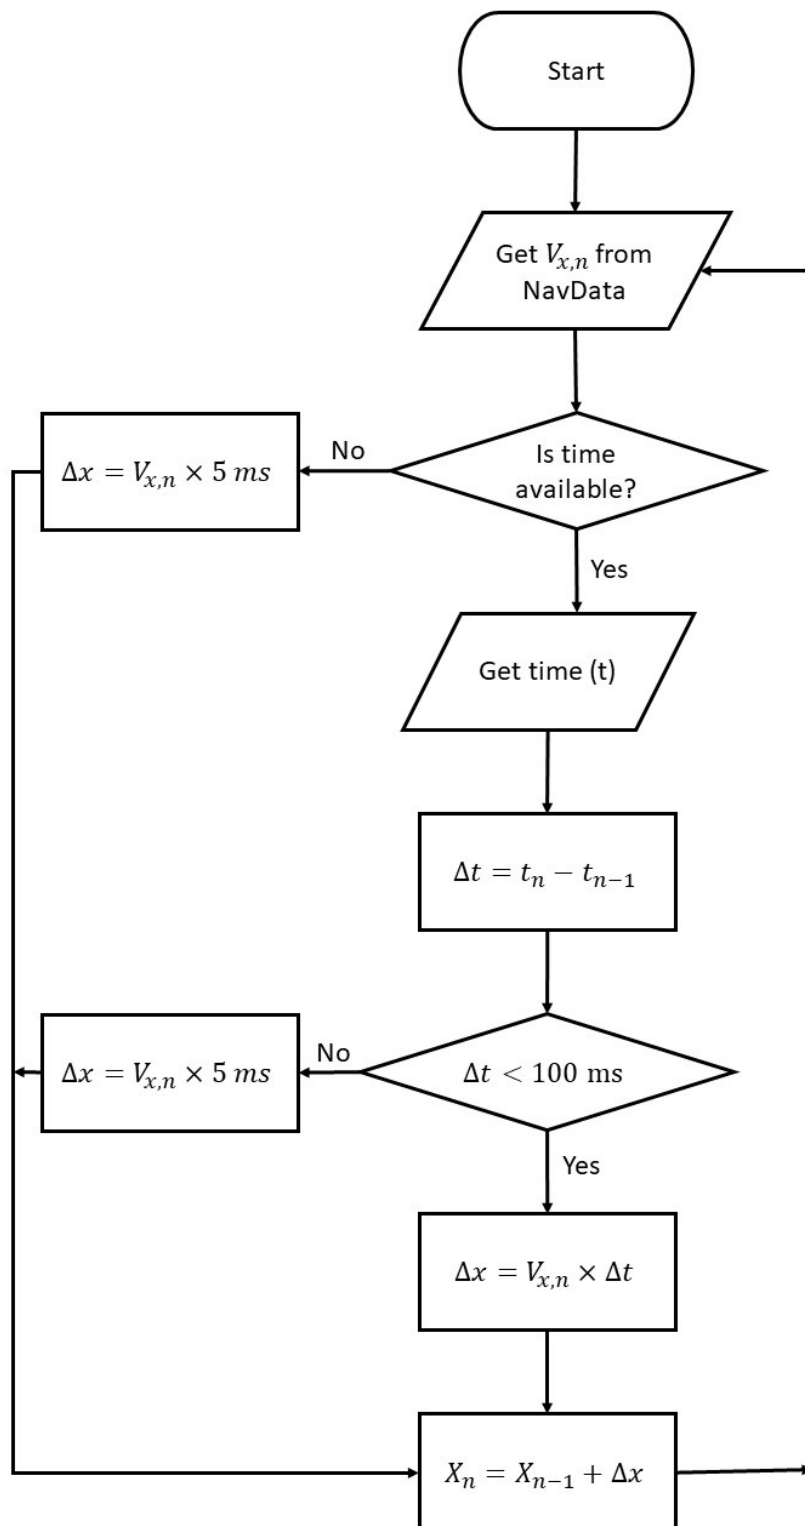 Start
Get V_{x,n} from
NavData
Is time
available?
No
Δx = V_{x,n} × 5 ms
Yes
Get time (t)
Δt = t_n − t_{n−1}
Δt < 100 ms
No
Δx = V_{x,n} × 5 ms
Yes
Δx = V_{x,n} × Δt
X_n = X_{n−1} + Δx